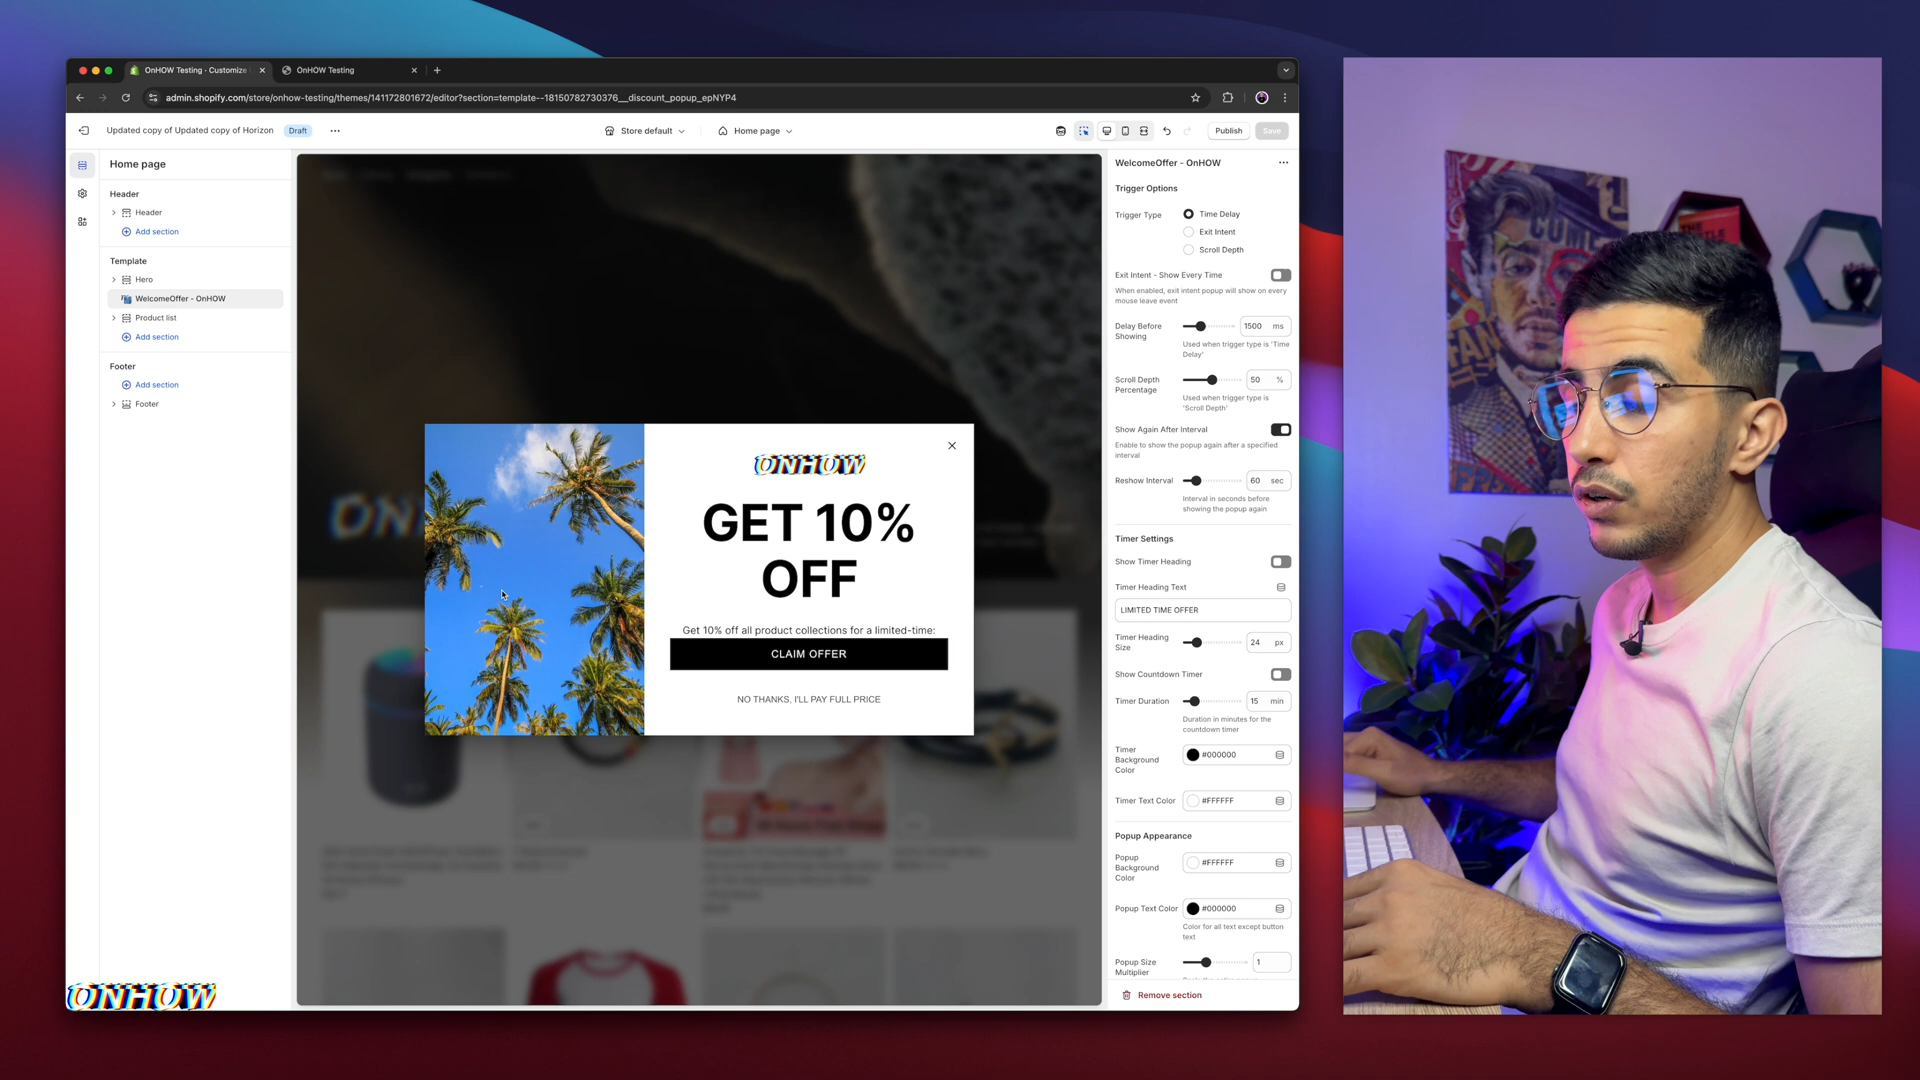 OnHOW Testing · Customize
OnHOW Testing
admin.shopify.com/store/onhow-testing/themes/141172801672/editor?section=template--18150782730376__discount_popup_epNYP4
Updated copy of Updated copy of Horizon
Draft
Store default
Home page
Publish
Save
Home page
Header
Header
Add section
Template
Hero
WelcomeOffer - OnHOW
Product list
Add section
Footer
Add section
Footer
ONHOW
ONHOW
GET 10%
OFF
Get 10% off all product collections for a limited-time:
CLAIM OFFER
NO THANKS, I'LL PAY FULL PRICE
WelcomeOffer - OnHOW
Trigger Options
Trigger Type
Time Delay
Exit Intent
Scroll Depth
Exit Intent - Show Every Time
When enabled, exit intent popup will show on every
mouse leave event
Delay Before
Showing
1500 ms
Used when trigger type is 'Time
Delay'
Scroll Depth
Percentage
50 %
Used when trigger type is
'Scroll Depth'
Show Again After Interval
Enable to show the popup again after a specified
interval
Reshow Interval
60 sec
Interval in seconds before
showing the popup again
Timer Settings
Show Timer Heading
Timer Heading Text
LIMITED TIME OFFER
Timer Heading
Size
24 px
Show Countdown Timer
Timer Duration
15 min
Duration in minutes for the
countdown timer
Timer
Background
Color
#000000
Timer Text Color
#FFFFFF
Popup Appearance
Popup
Background
Color
#FFFFFF
Popup Text Color
#000000
Color for all text except button
text
Popup Size
Multiplier
1
Remove section